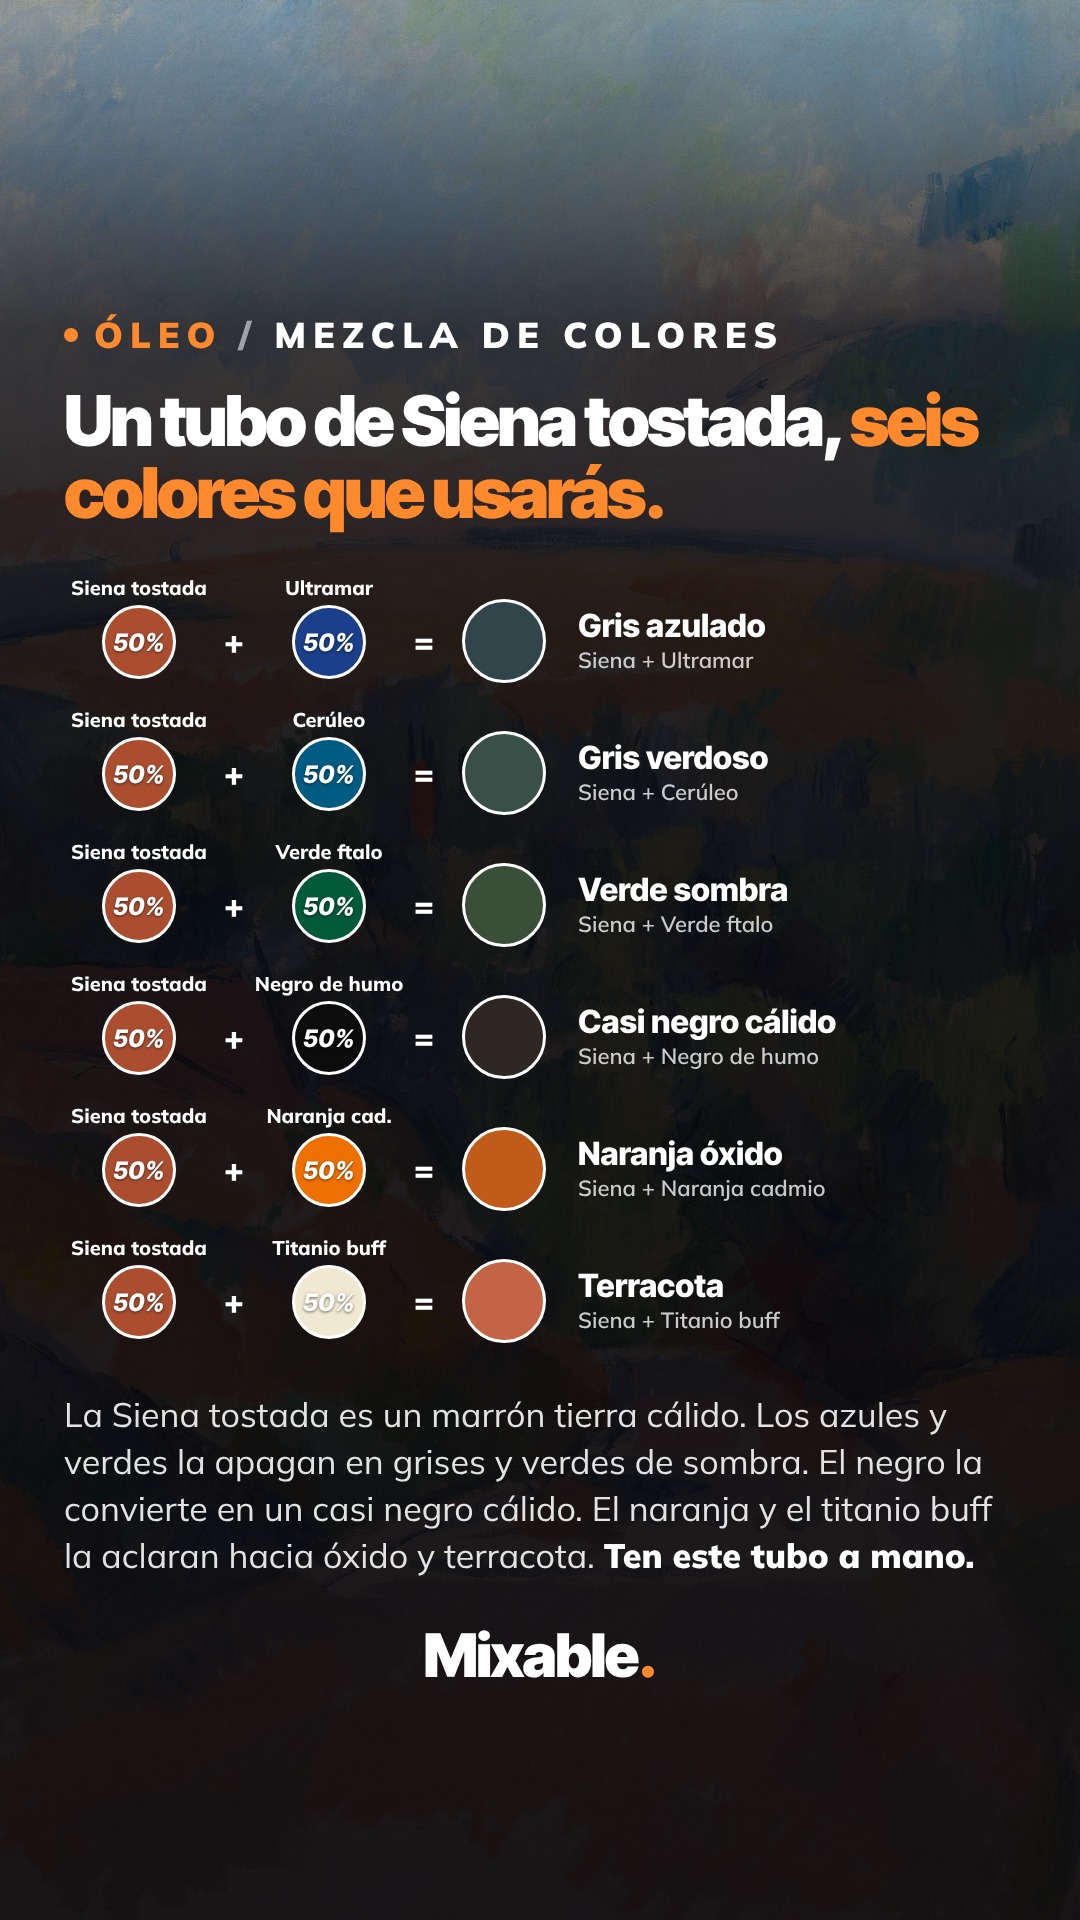 • ÓLEO / MEZCLA DE COLORES
Un tubo de Siena tostada, seis
colores que usarás.
Siena tostada Ultramar
50% + 50% = Gris azulado
Siena + Ultramar
Siena tostada Cerúleo
50% + 50% = Gris verdoso
Siena + Cerúleo
Siena tostada Verde ftalo
50% + 50% = Verde sombra
Siena + Verde ftalo
Siena tostada Negro de humo
50% + 50% = Casi negro cálido
Siena + Negro de humo
Siena tostada Naranja cad.
50% + 50% = Naranja óxido
Siena + Naranja cadmio
Siena tostada Titanio buff
50% + 50% = Terracota
Siena + Titanio buff
La Siena tostada es un marrón tierra cálido. Los azules y
verdes la apagan en grises y verdes de sombra. El negro la
convierte en un casi negro cálido. El naranja y el titanio buff
la aclaran hacia óxido y terracota. Ten este tubo a mano.
Mixable.